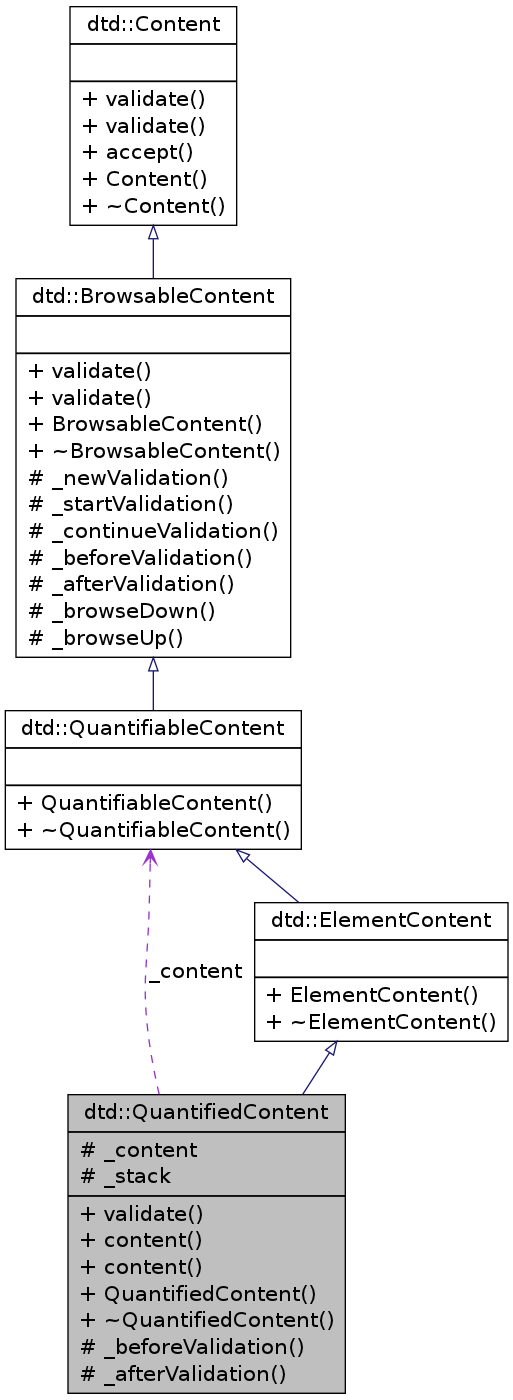 dtd::Content
+ validate()
+ validate()
+ accept()
+ Content()
+ ~Content()
dtd::BrowsableContent
+ validate()
+ validate()
+ BrowsableContent()
+ ~BrowsableContent()
# _newValidation()
# _startValidation()
# _continueValidation()
# _beforeValidation()
# _afterValidation()
# _browseDown()
# _browseUp()
dtd::QuantifiableContent
+ QuantifiableContent()
+ ~QuantifiableContent()
dtd::ElementContent
+ ElementContent()
+ ~ElementContent()
_content
dtd::QuantifiedContent
# _content
# _stack
+ validate()
+ content()
+ content()
+ QuantifiedContent()
+ ~QuantifiedContent()
# _beforeValidation()
# _afterValidation()